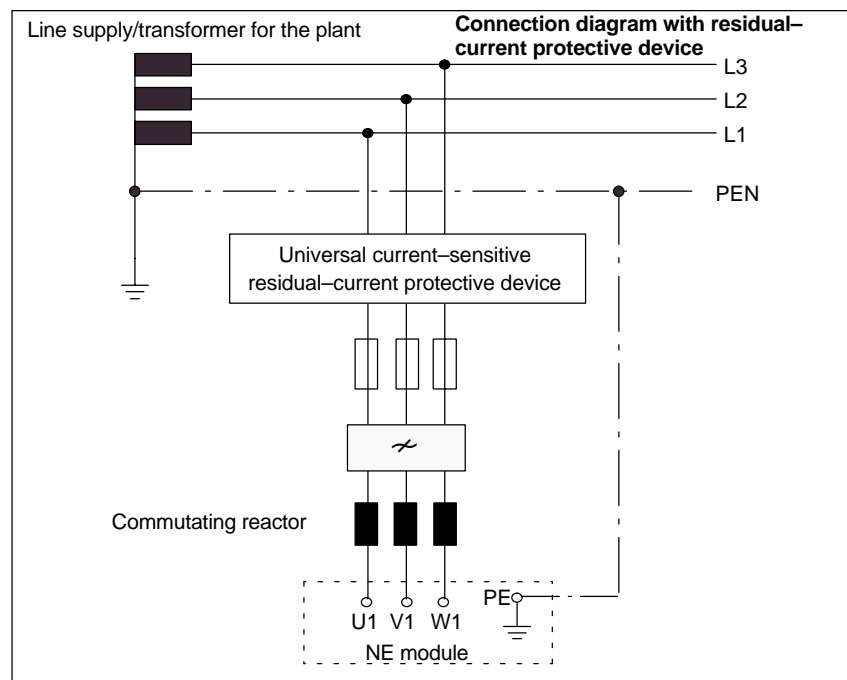 Line supply/transformer for the plant
Connection diagram with residual–
current protective device
L3
L2
L1
PEN
Universal current–sensitive
residual–current protective device
Commutating reactor
U1 V1 W1 PE
NE module